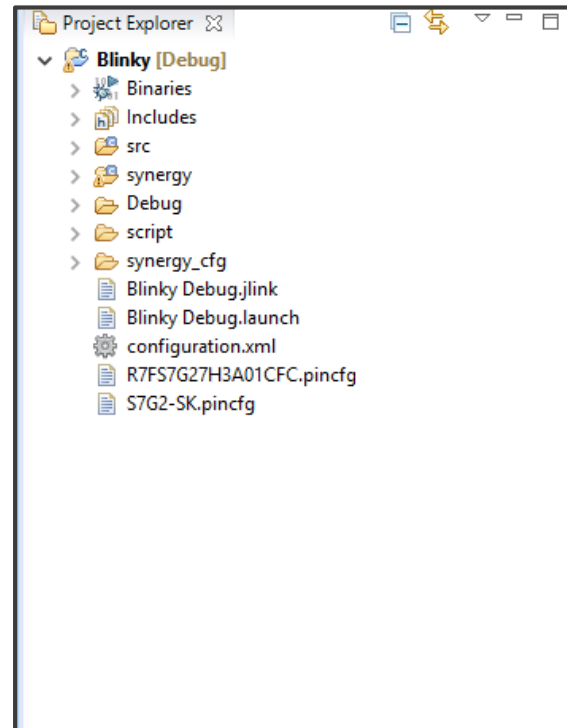 Project Explorer
Blinky [Debug]
Binaries
Includes
src
synergy
Debug
script
synergy_cfg
Blinky Debug.jlink
Blinky Debug.launch
configuration.xml
R7FS7G27H3A01CFC.pincfg
S7G2-SK.pincfg